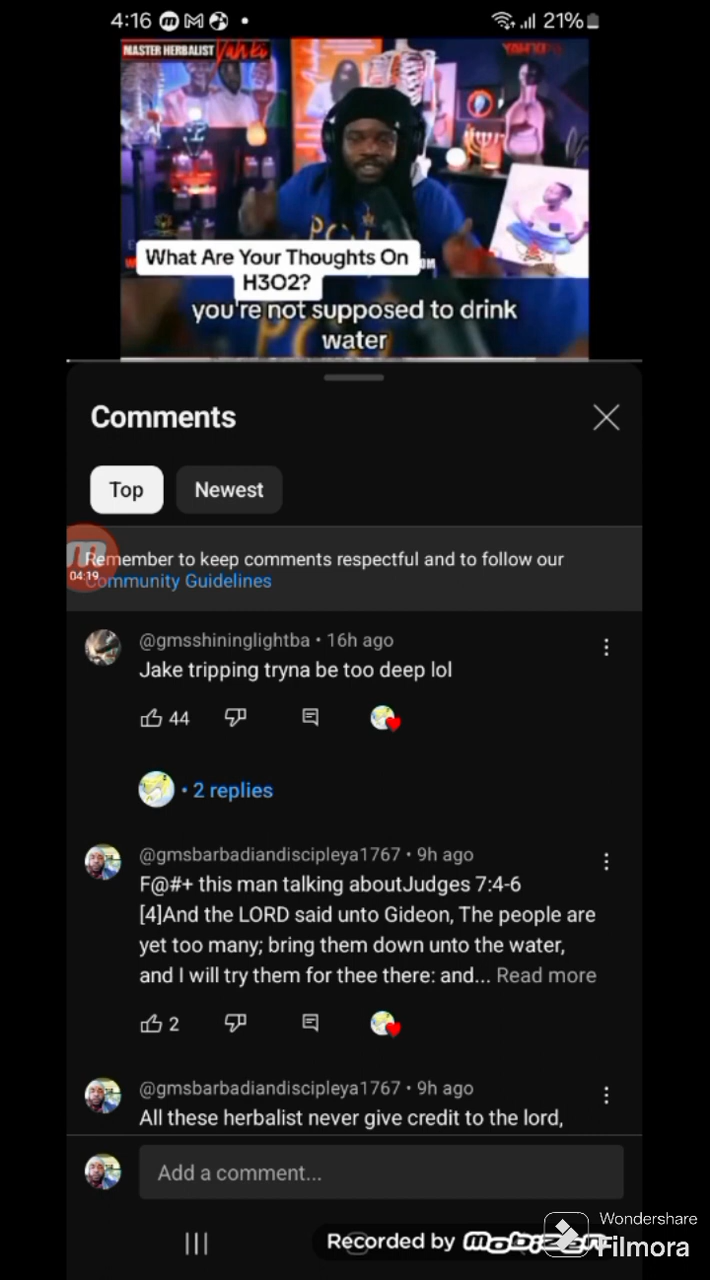 4:16
21%
MASTER HERBALIST Yahki
What Are Your Thoughts On
H3O2?
you're not supposed to drink
water
Comments
Top
Newest
Remember to keep comments respectful and to follow our
Community Guidelines
04:19
@gmsshininglightba • 16h ago
Jake tripping tryna be too deep lol
44
• 2 replies
@gmsbarbadiandiscipleya1767 • 9h ago
F@#+ this man talking aboutJudges 7:4-6
[4]And the LORD said unto Gideon, The people are
yet too many; bring them down unto the water,
and I will try them for thee there: and... Read more
2
@gmsbarbadiandiscipleya1767 • 9h ago
All these herbalist never give credit to the lord,
Add a comment...
Recorded by mobizen
Wondershare
Filmora